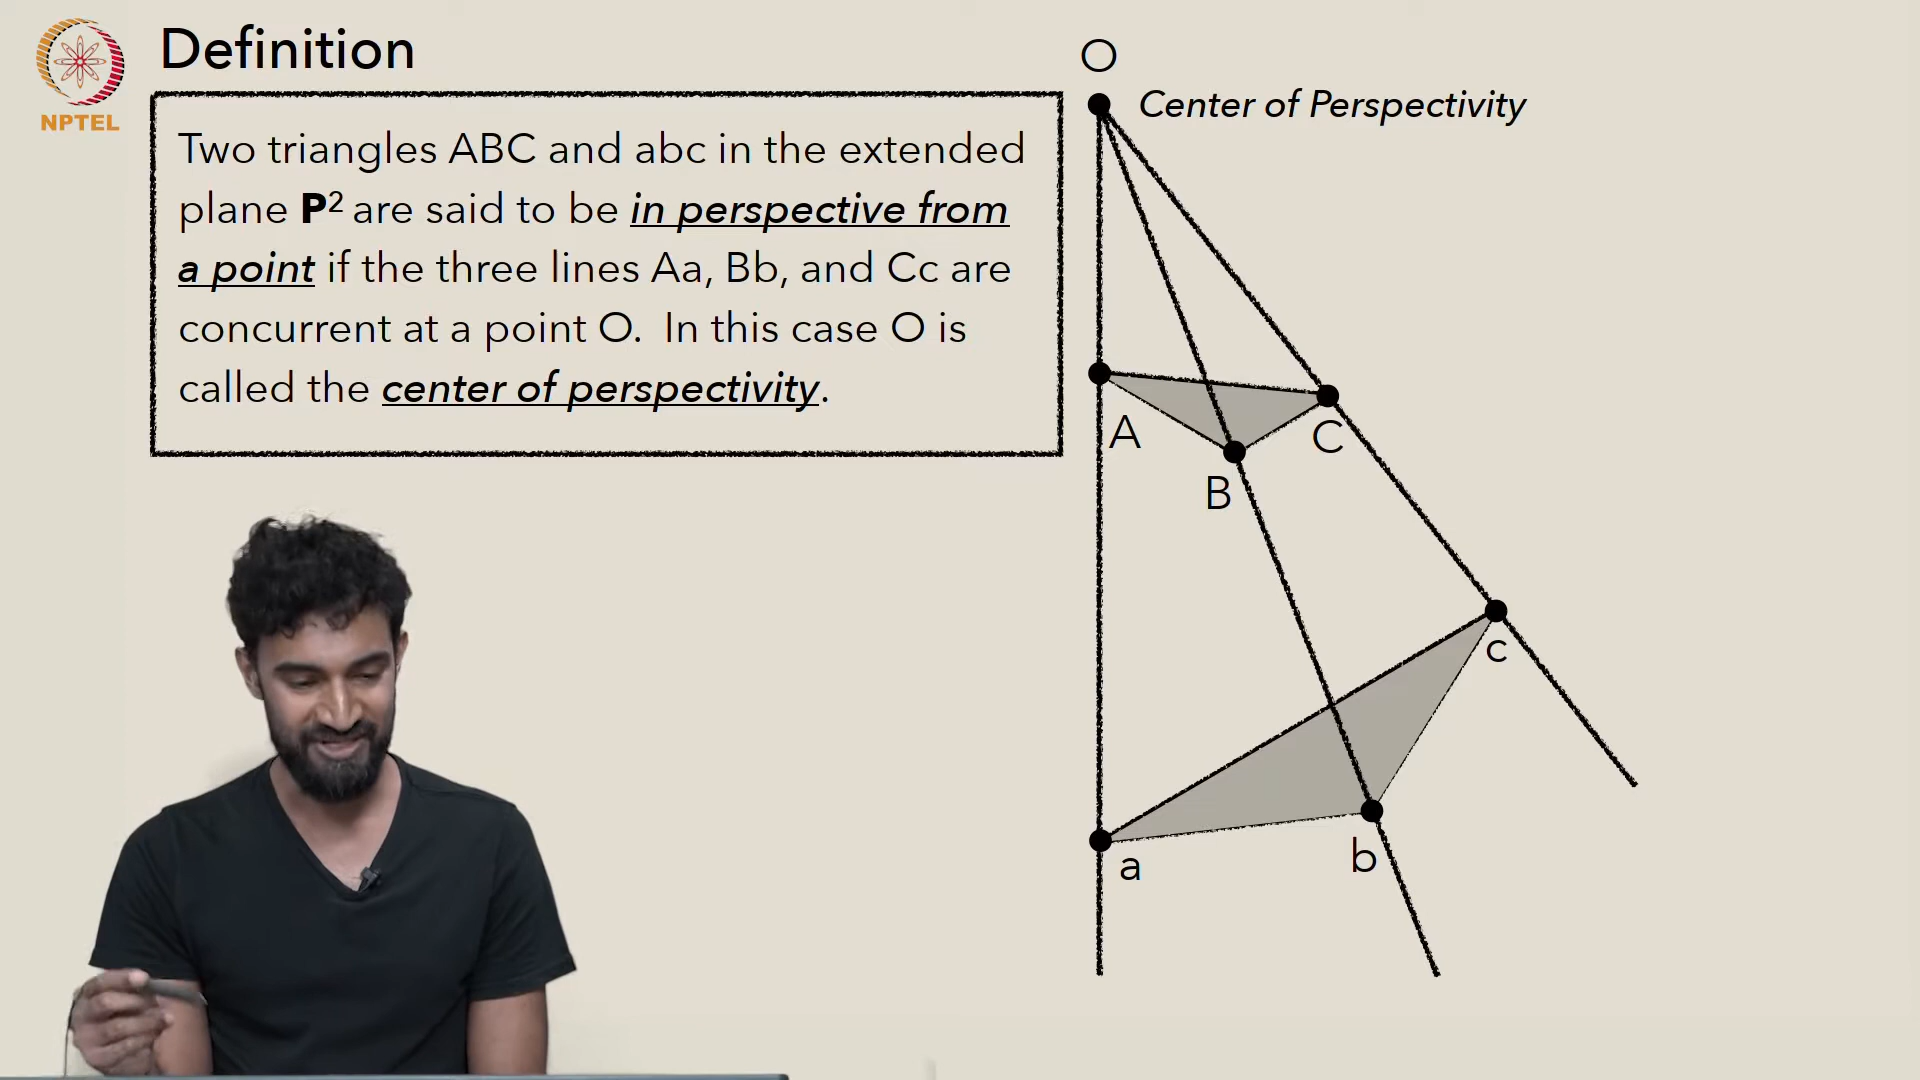 NPTEL
Definition
Two triangles ABC and abc in the extended
plane P² are said to be in perspective from
a point if the three lines Aa, Bb, and Cc are
concurrent at a point O. In this case O is
called the center of perspectivity.
O
Center of Perspectivity
A
C
B
c
b
a